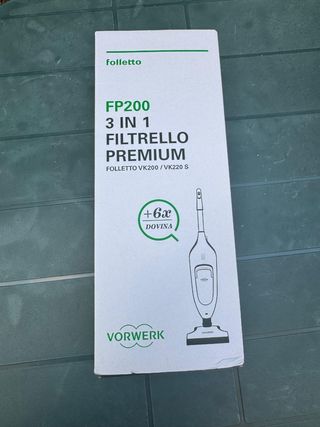 folletto
FP200
3 IN 1
FILTRELLO
PREMIUM
FOLLETTO VK200 / VK220 S
+6x
DOVINA
VORWERK